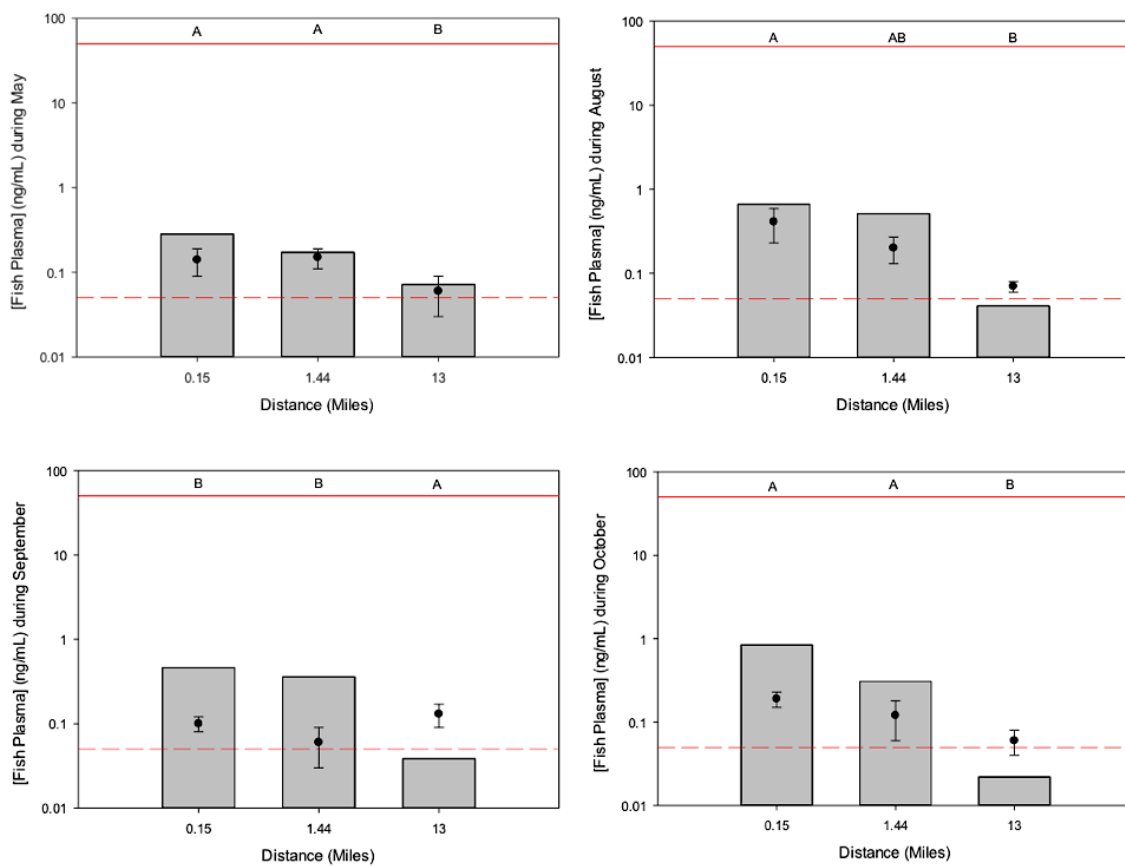 [Fish Plasma] (ng/mL) during May
100
10
1
0.1
0.01
A A B
0.15 1.44 13
Distance (Miles)
[Fish Plasma] (ng/mL) during August
100
10
1
0.1
0.01
A AB B
0.15 1.44 13
Distance (Miles)
[Fish Plasma] (ng/mL) during September
100
10
1
0.1
0.01
B B A
0.15 1.44 13
Distance (Miles)
[Fish Plasma] (ng/mL) during October
100
10
1
0.1
0.01
A A B
0.15 1.44 13
Distance (Miles)